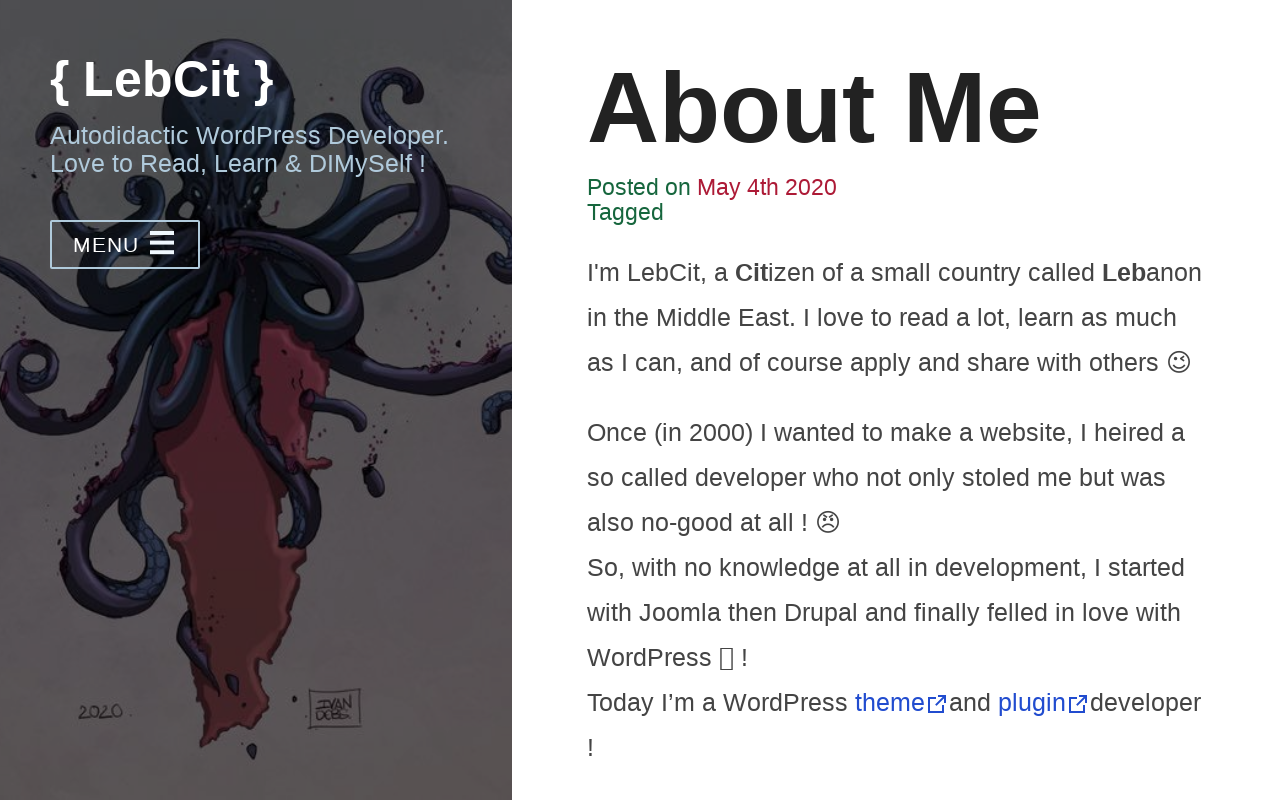 { LebCit }
Autodidactic WordPress Developer.
Love to Read, Learn & DIMySelf !
MENU
2020
IVAN
DEBS
About Me
Posted on May 4th 2020
Tagged
I'm LebCit, a Citizen of a small country called Lebanon
in the Middle East. I love to read a lot, learn as much
as I can, and of course apply and share with others 😉
Once (in 2000) I wanted to make a website, I heired a
so called developer who not only stoled me but was
also no-good at all ! 😠
So, with no knowledge at all in development, I started
with Joomla then Drupal and finally felled in love with
WordPress !
Today I’m a WordPress theme and plugin developer
!